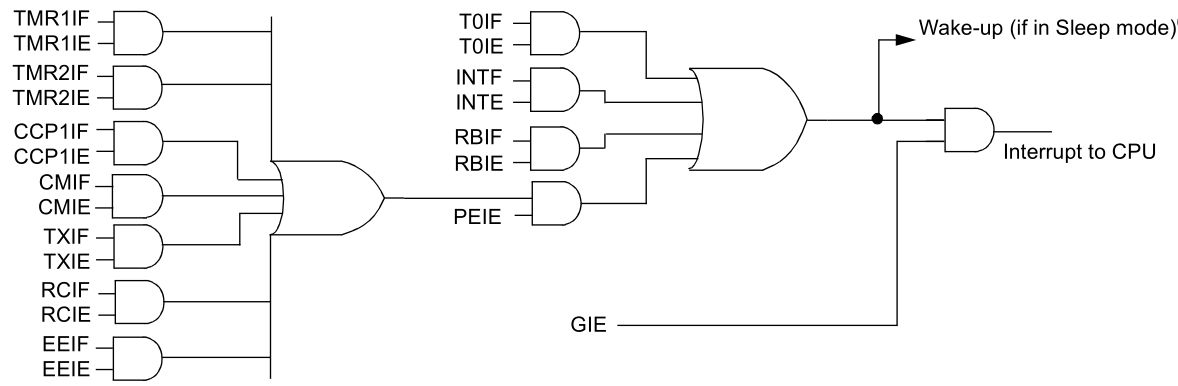 TMR1IF
TMR1IE
TMR2IF
TMR2IE
CCP1IF
CCP1IE
CMIF
CMIE
TXIF
TXIE
RCIF
RCIE
EEIF
EEIE
T0IF
T0IE
INTF
INTE
RBIF
RBIE
PEIE
GIE
Wake-up (if in Sleep mode)
Interrupt to CPU